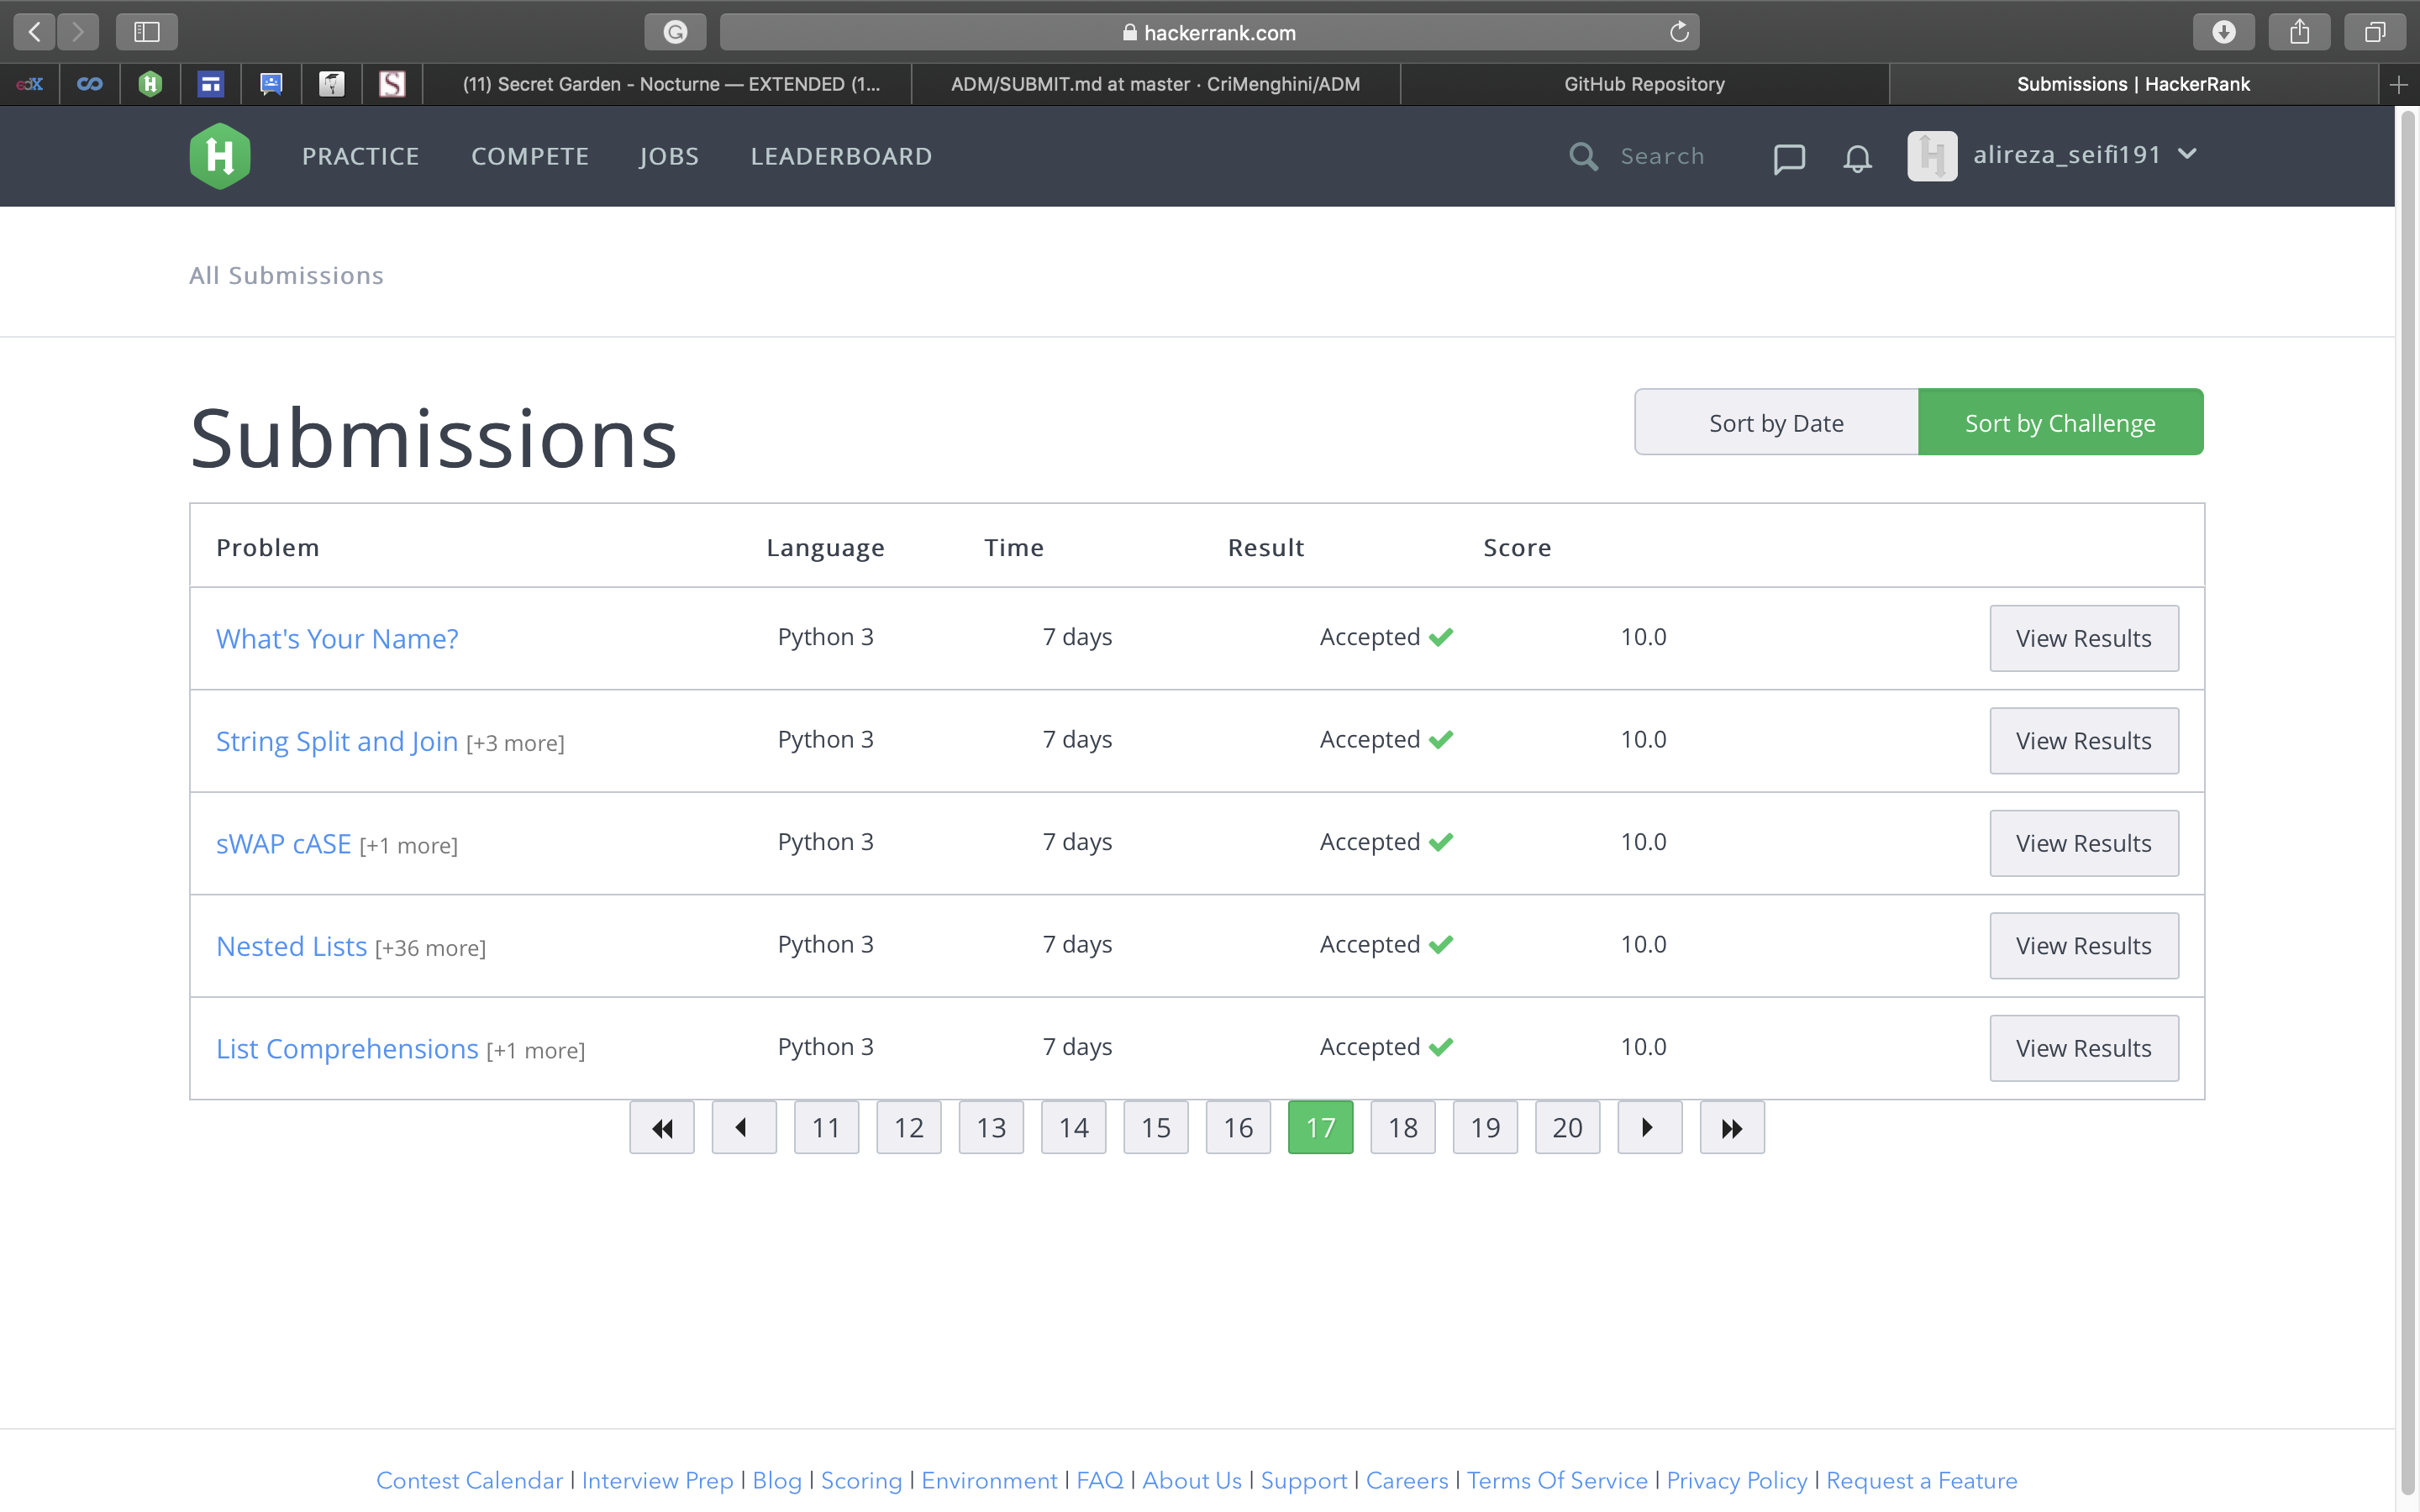 hackerrank.com
(11) Secret Garden - Nocturne — EXTENDED (1...
ADM/SUBMIT.md at master · CriMenghini/ADM
GitHub Repository
Submissions | HackerRank
PRACTICE COMPETE JOBS LEADERBOARD Search alireza_seifi191
All Submissions
Submissions
Sort by Date Sort by Challenge
Problem Language Time Result Score
What's Your Name? Python 3 7 days Accepted 10.0 View Results
String Split and Join [+3 more] Python 3 7 days Accepted 10.0 View Results
sWAP cASE [+1 more] Python 3 7 days Accepted 10.0 View Results
Nested Lists [+36 more] Python 3 7 days Accepted 10.0 View Results
List Comprehensions [+1 more] Python 3 7 days Accepted 10.0 View Results
11 12 13 14 15 16 17 18 19 20
Contest Calendar | Interview Prep | Blog | Scoring | Environment | FAQ | About Us | Support | Careers | Terms Of Service | Privacy Policy | Request a Feature